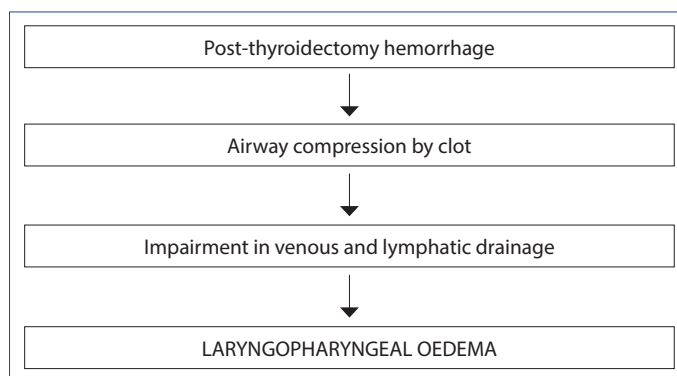 Post-thyroidectomy hemorrhage
Airway compression by clot
Impairment in venous and lymphatic drainage
LARYNGOPHARYNGEAL OEDEMA